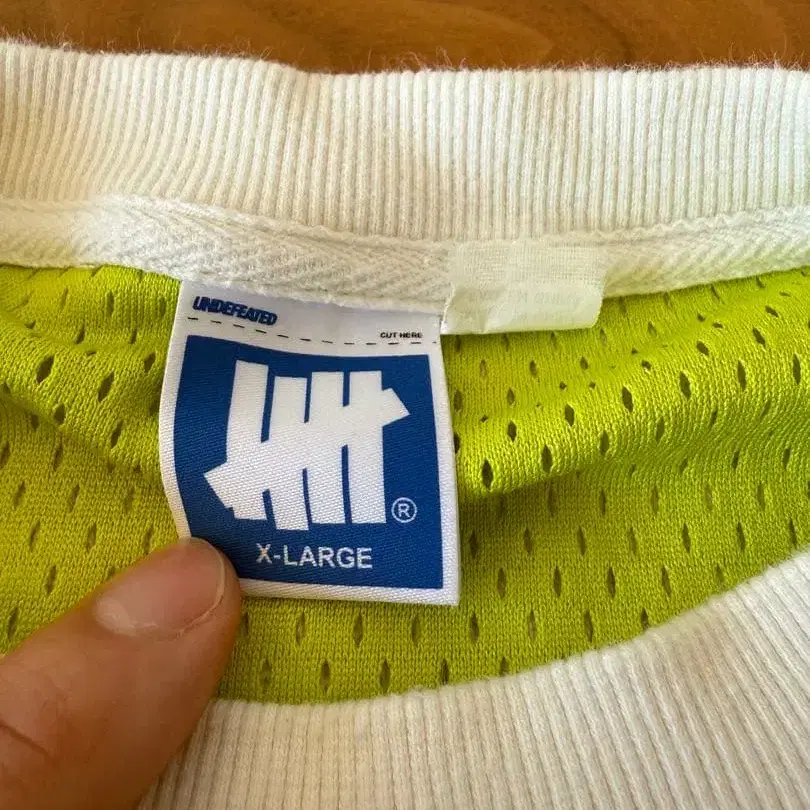 UNDEFEATED
CUT HERE
®
X-LARGE